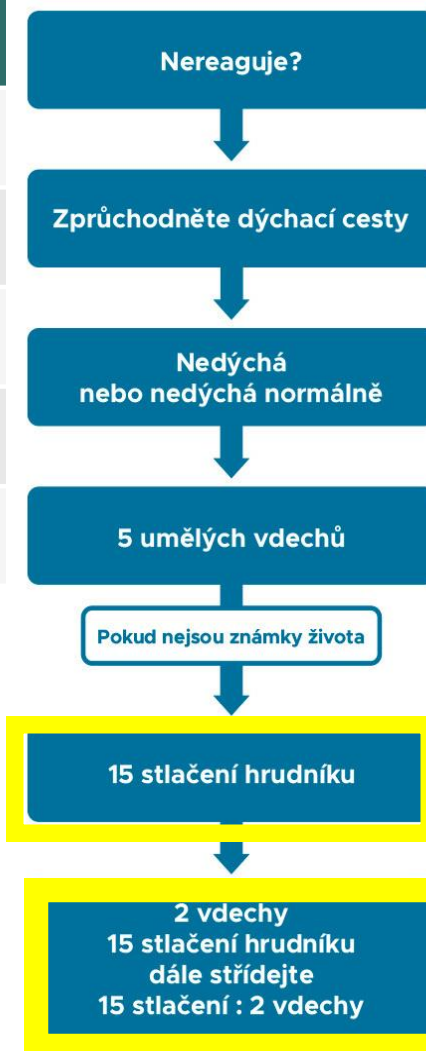 Nereaguje?
Zprůchodněte dýchací cesty
Nedýchá
nebo nedýchá normálně
5 umělých vdechů
Pokud nejsou známky života
15 stlačení hrudníku
2 vdechy
15 stlačení hrudníku
dále střídejte
15 stlačení : 2 vdechy